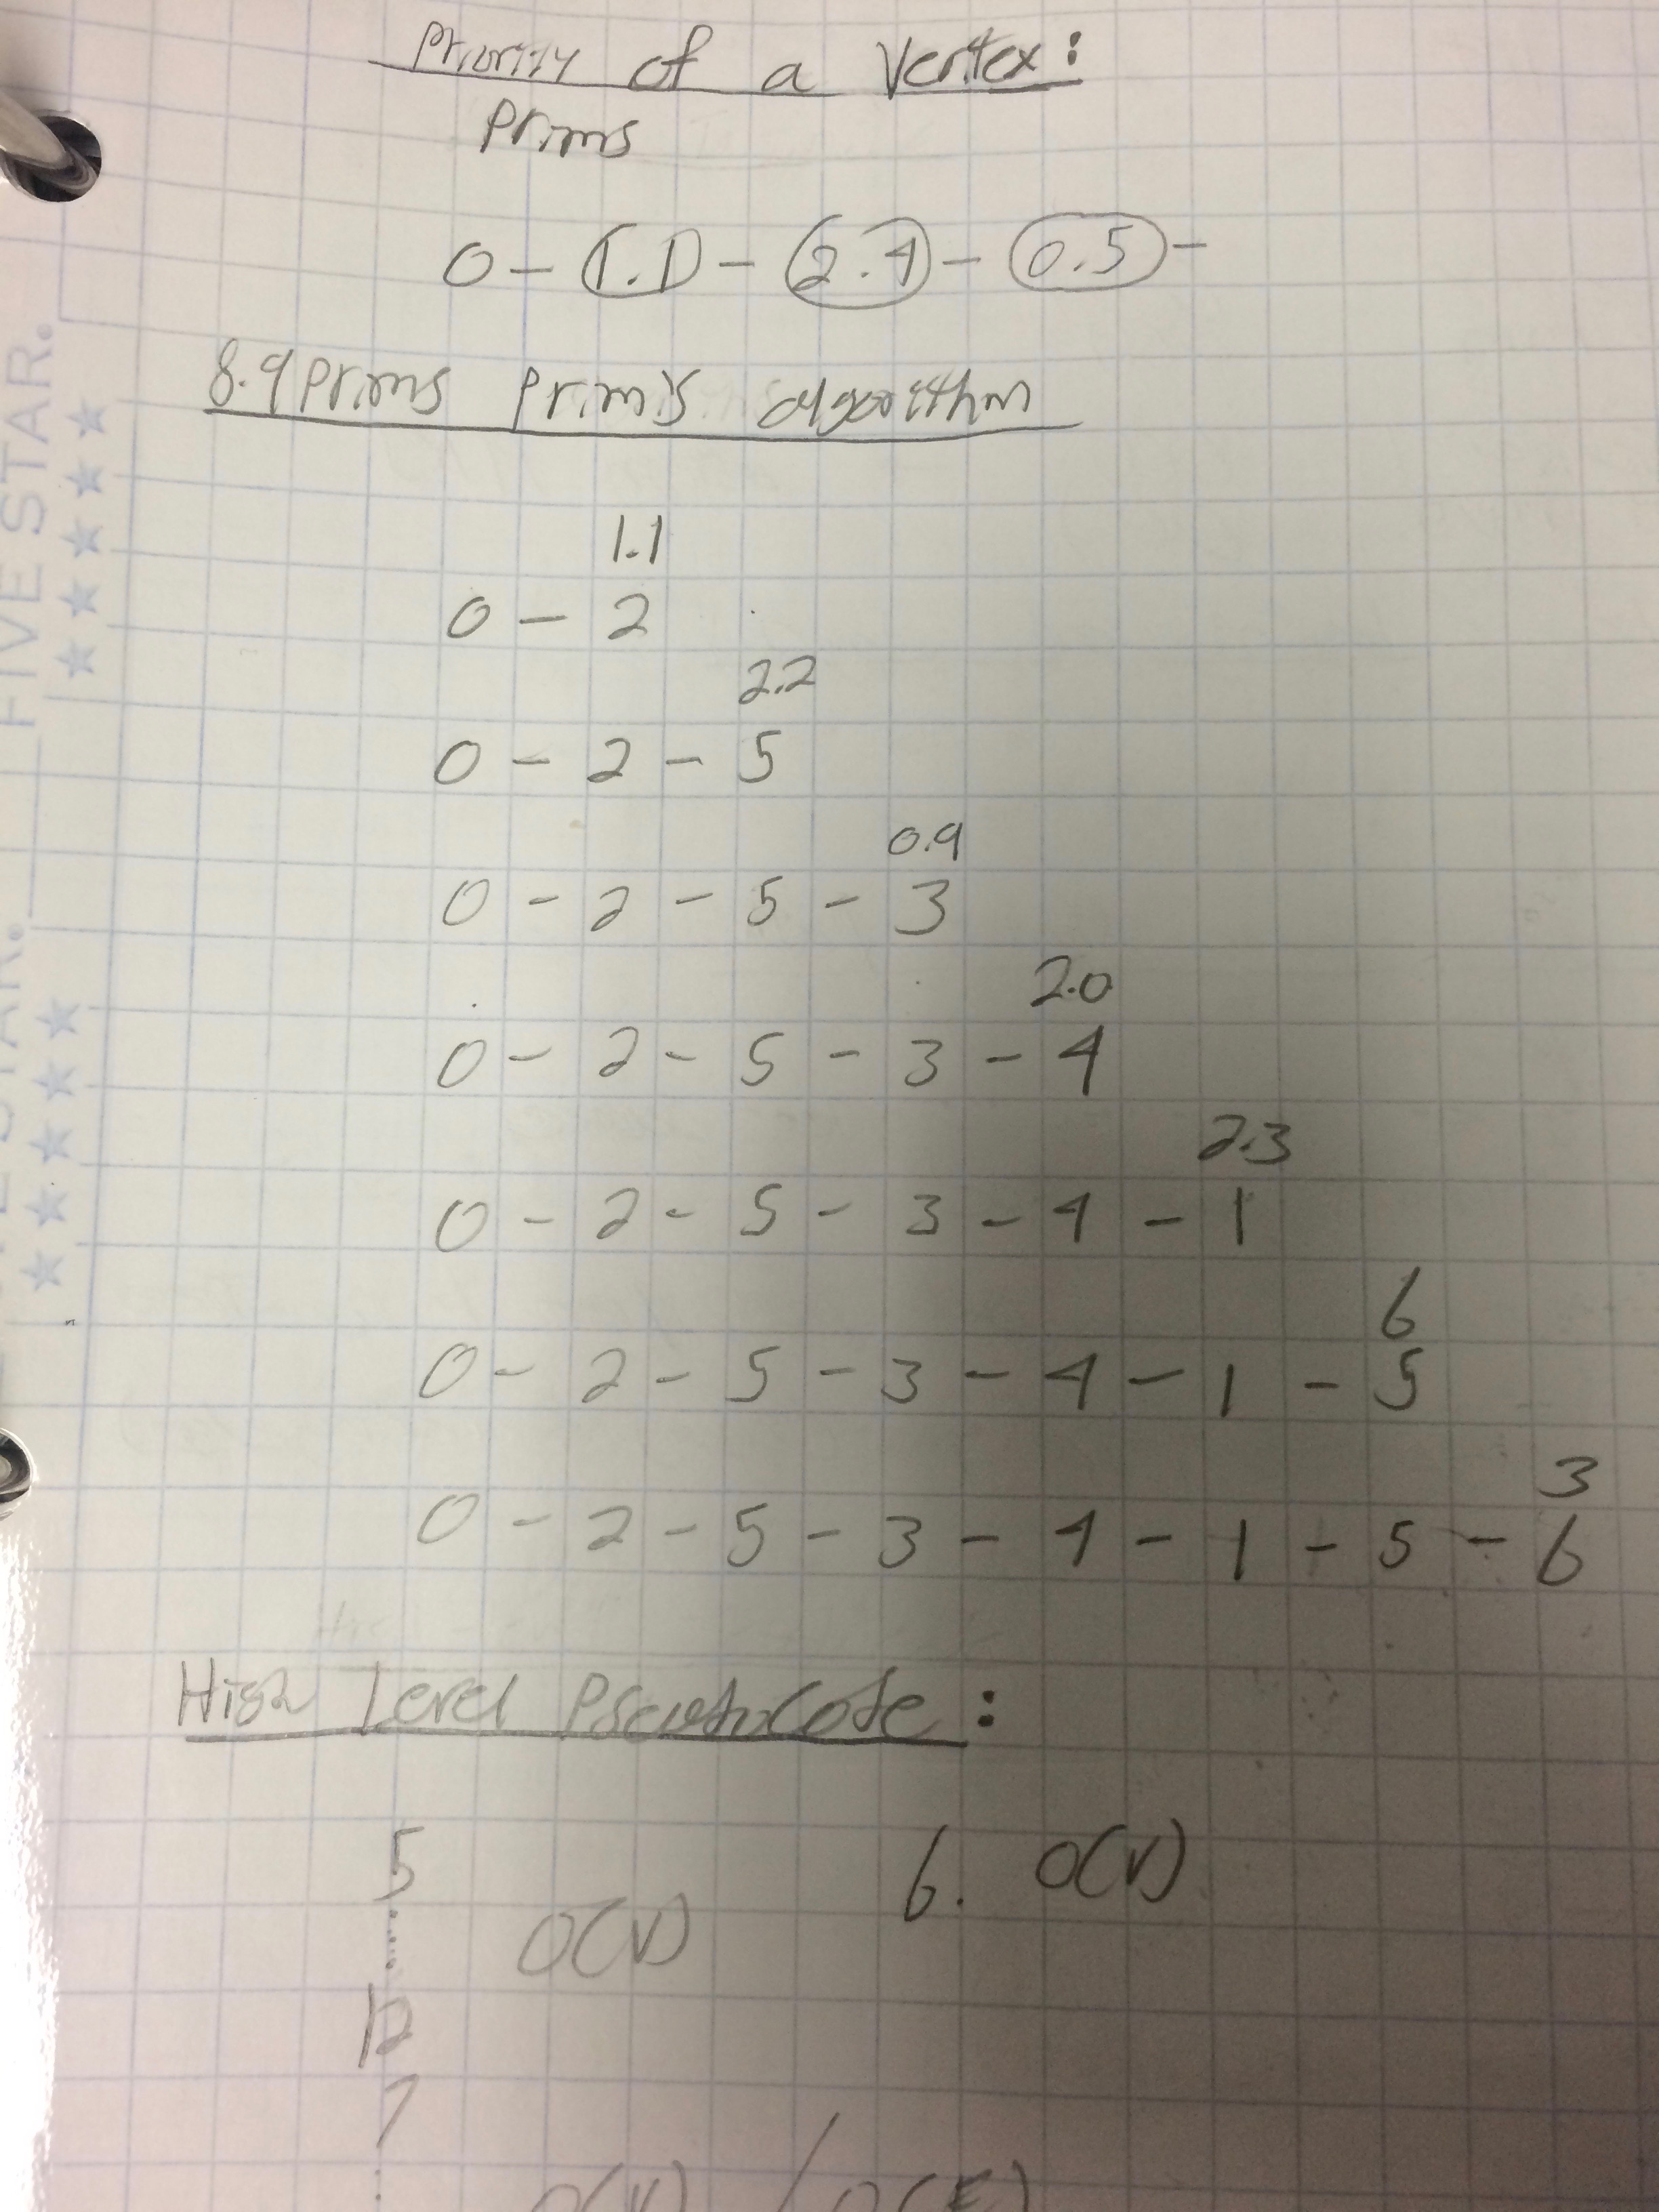 Priority of a Vertex:
Prims
0 - 1.1 - 2.4 - 0.5 -
8.9 Prims Prim's algorithm
1.1
0 - 2
2.2
0 - 2 - 5
0.9
0 - 2 - 5 - 3
2.0
0 - 2 - 5 - 3 - 4
2.3
0 - 2 - 5 - 3 - 4 - 1
6
0 - 2 - 5 - 3 - 4 - 1 - 5
3
0 - 2 - 5 - 3 - 4 - 1 - 5 - 6
High Level Pseudocode:
5 6. O(V)
O(V)
12
7
O(V) / O(E)
FIVE STAR.
STAR.